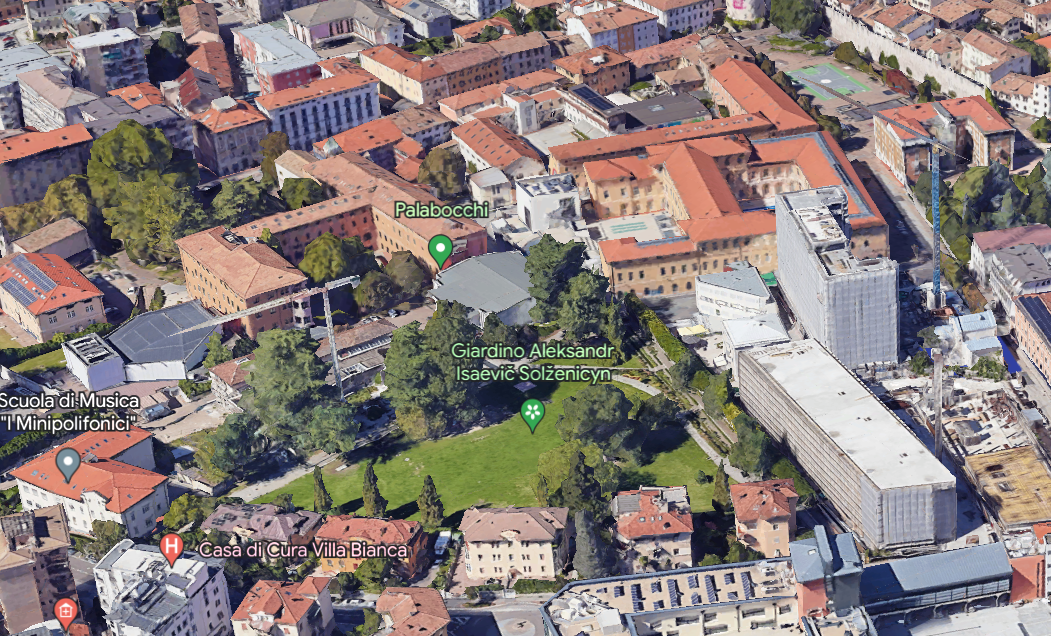 Palabocchi
Giardino Aleksandr
Isaevič Solženicyn
Scuola di Musica
"I Minipolifonici"
H
Casa di Cura Villa Bianca